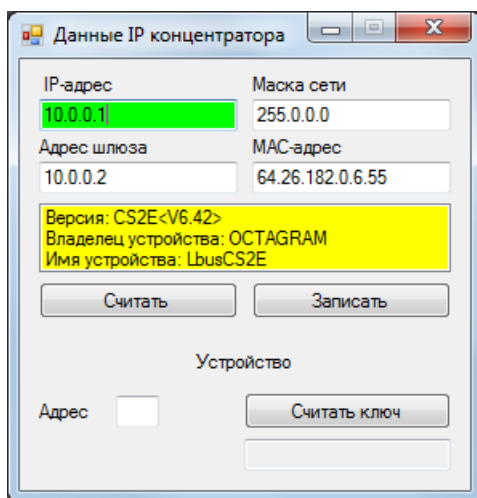 Данные IP концентратора
IP-адрес Маска сети
10.0.0.1 255.0.0.0
Адрес шлюза MAC-адрес
10.0.0.2 64.26.182.0.6.55
Версия: CS2E<V6.42>
Владелец устройства: OCTAGRAM
Имя устройства: LbusCS2E
Считать Записать
Устройство
Адрес Считать ключ